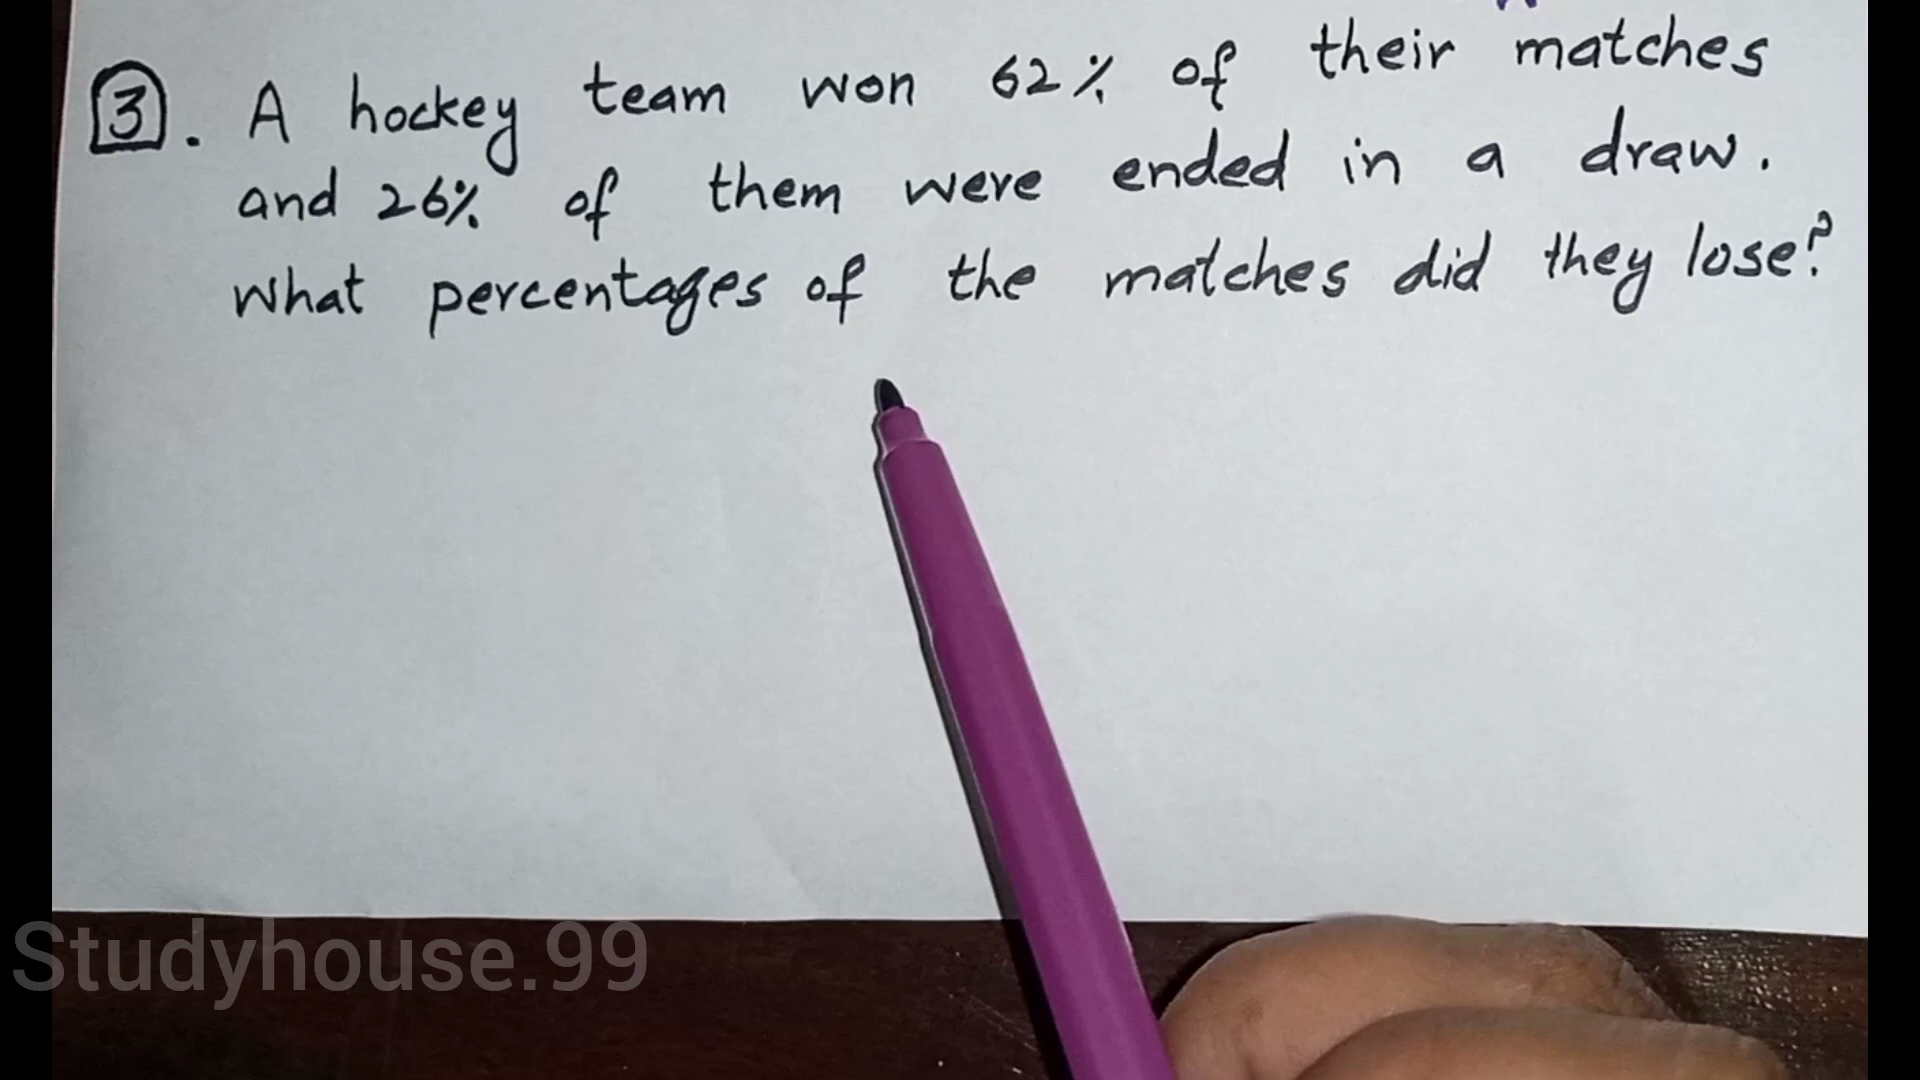 3. A hockey team won 62% of their matches
and 26% of them were ended in a draw.
What percentages of the matches did they lose?
Studyhouse.99